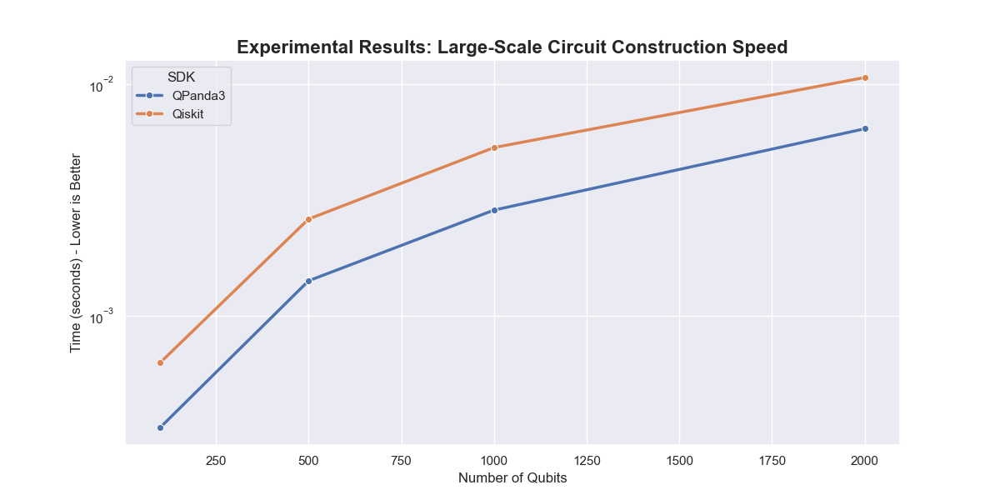 Experimental Results: Large-Scale Circuit Construction Speed
SDK
QPanda3
Qiskit
10⁻²
10⁻³
Time (seconds) - Lower is Better
250 500 750 1000 1250 1500 1750 2000
Number of Qubits